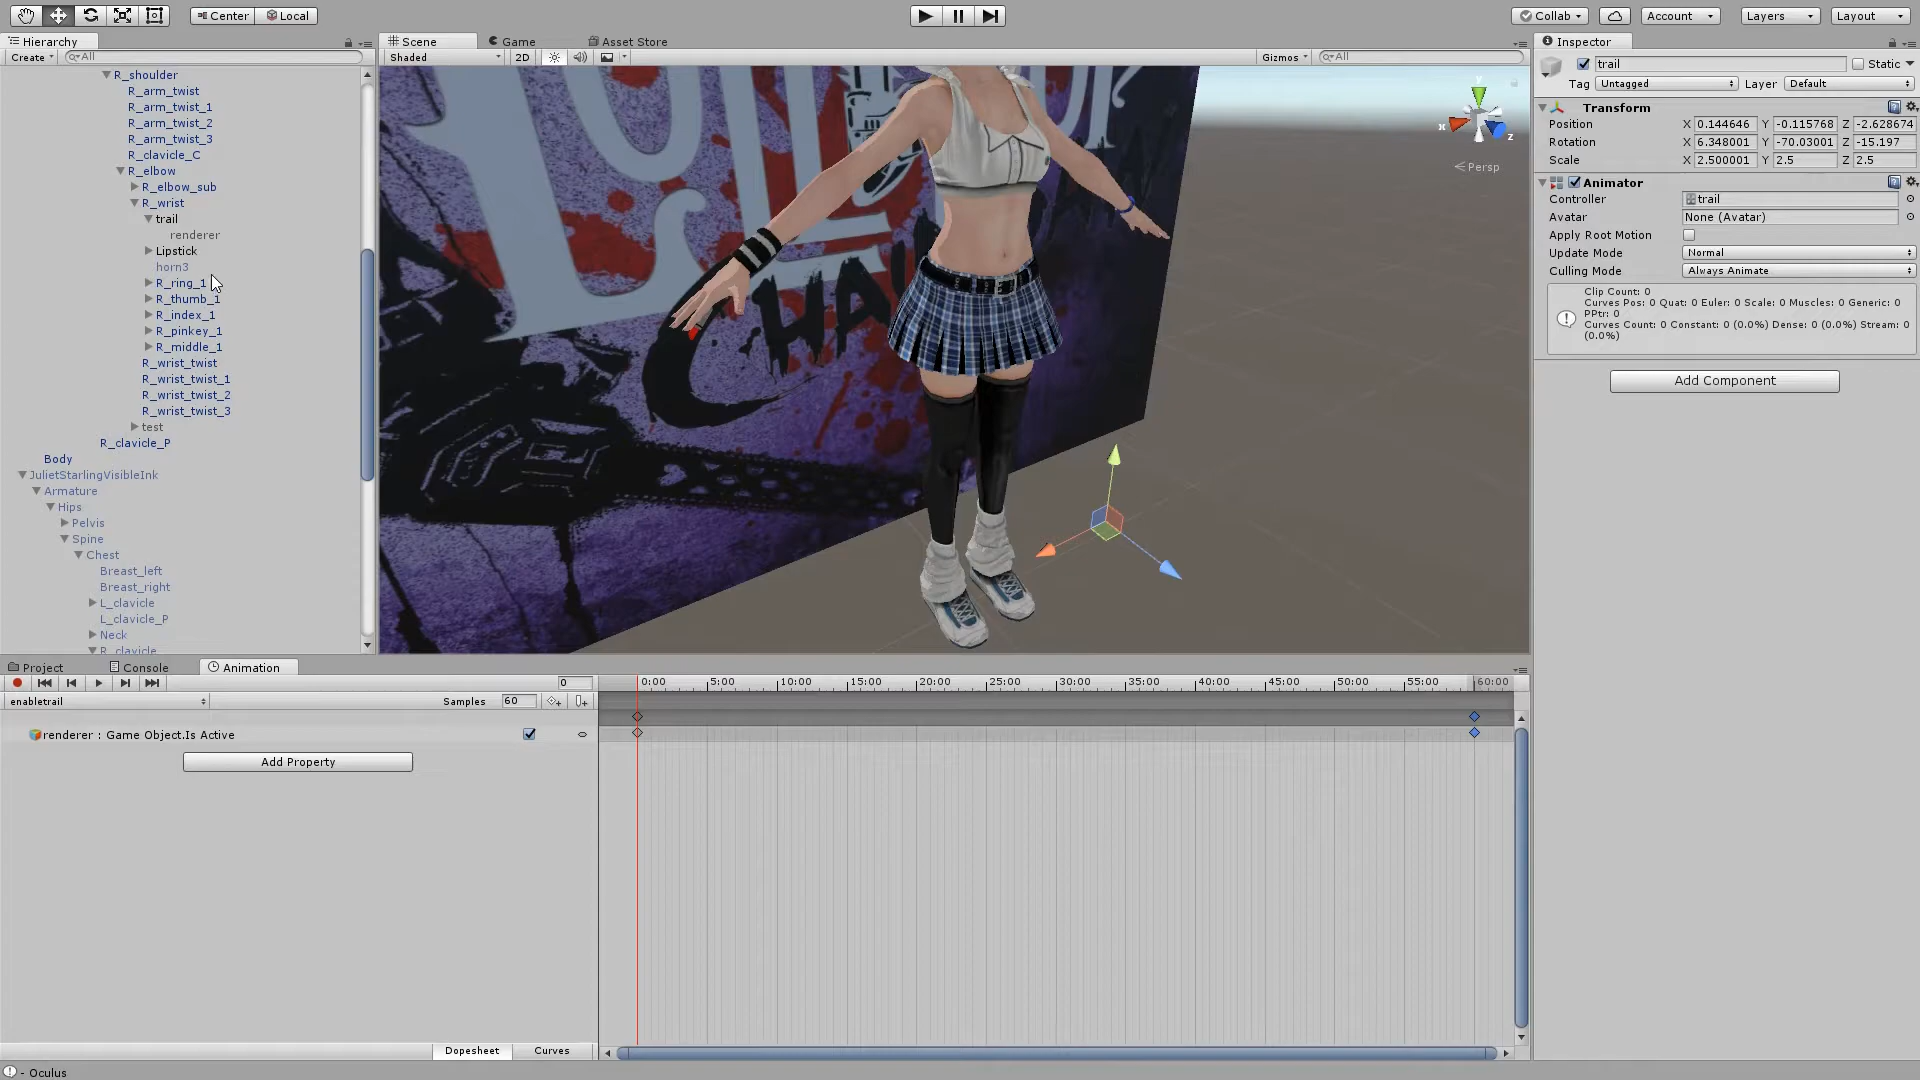 Center
Local
Collab
Account
Layers
Layout
Hierarchy
Create
All
R_shoulder
R_arm_twist
R_arm_twist_1
R_arm_twist_2
R_arm_twist_3
R_clavicle_C
R_elbow
R_elbow_sub
R_wrist
trail
renderer
Lipstick
horn3
R_ring_1
R_thumb_1
R_index_1
R_pinkey_1
R_middle_1
R_wrist_twist
R_wrist_twist_1
R_wrist_twist_2
R_wrist_twist_3
test
R_clavicle_P
Body
JulietStarlingVisibleInk
Armature
Hips
Pelvis
Spine
Chest
Breast_left
Breast_right
L_clavicle
L_clavicle_P
Neck
R_clavicle
Scene
Game
Asset Store
Shaded
2D
Gizmos
All
y
x
z
Persp
CHA
Inspector
trail
Static
Tag Untagged Layer Default
Transform
Position X 0.144646 Y -0.115768 Z -2.628674
Rotation X 6.348001 Y -70.03001 Z -15.197
Scale X 2.500001 Y 2.5 Z 2.5
Animator
Controller trail
Avatar None (Avatar)
Apply Root Motion
Update Mode Normal
Culling Mode Always Animate
Clip Count: 0
Curves Pos: 0 Quat: 0 Euler: 0 Scale: 0 Muscles: 0 Generic: 0
PPtr: 0
Curves Count: 0 Constant: 0 (0.0%) Dense: 0 (0.0%) Stream: 0
(0.0%)
Add Component
Project
Console
Animation
0
0:00 5:00 10:00 15:00 20:00 25:00 30:00 35:00 40:00 45:00 50:00 55:00 60:00
enabletrail
Samples 60
renderer : Game Object.Is Active
Add Property
Dopesheet
Curves
- Oculus